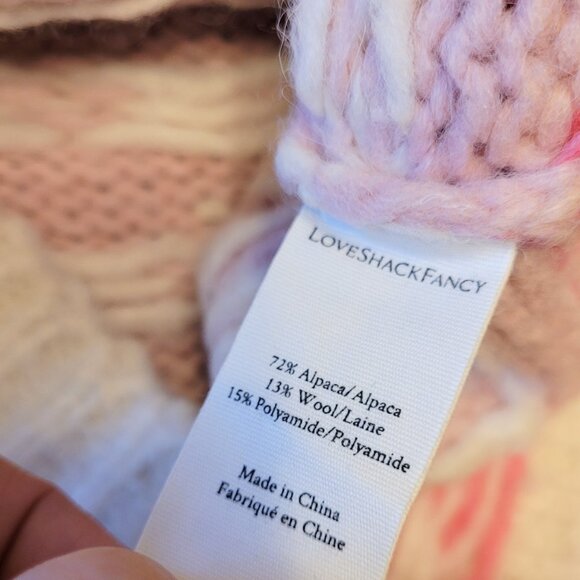 LOVESHACKFANCY
72% Alpaca/Alpaca
13% Wool/Laine
15% Polyamide/Polyamide
Made in China
Fabriqué en Chine